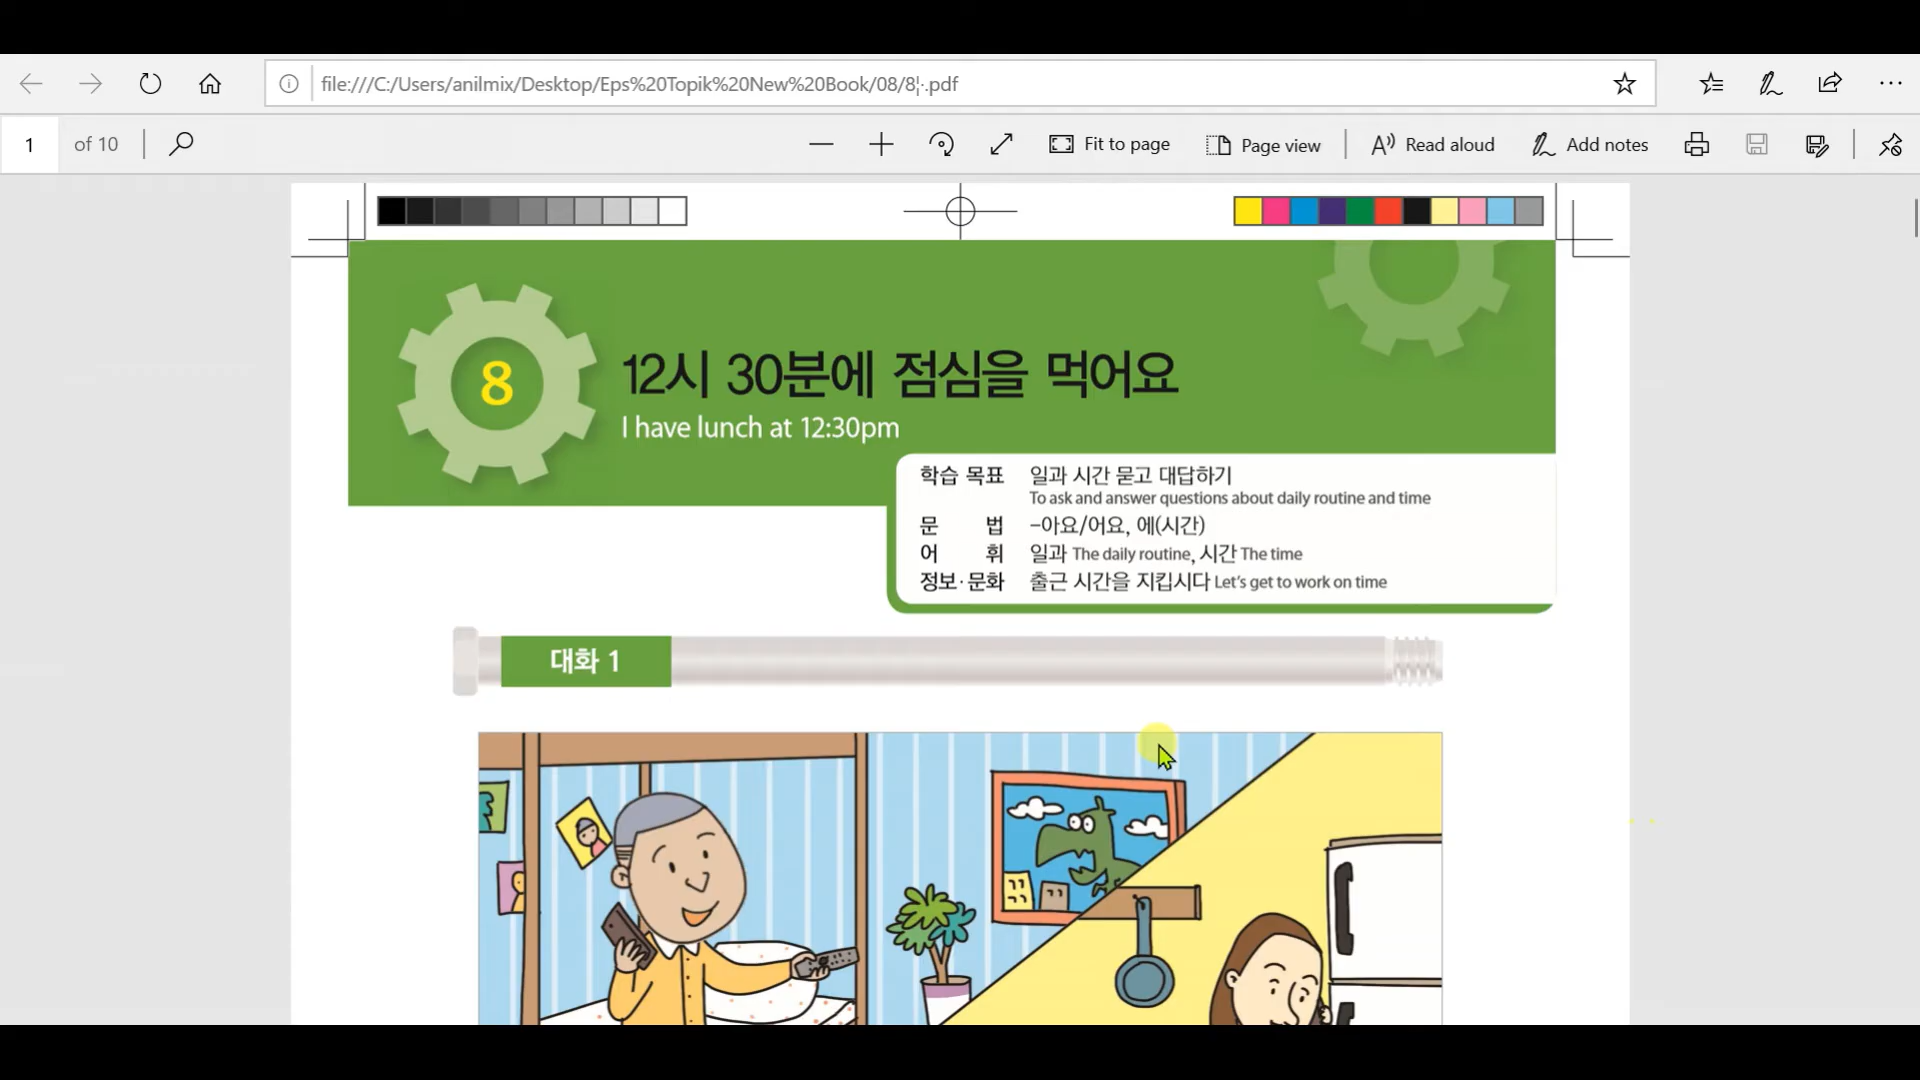 file:///C:/Users/anilmix/Desktop/Eps%20Topik%20New%20Book/08/8¦·.pdf
1 of 10 Fit to page Page view Read aloud Add notes
8
12시 30분에 점심을 먹어요
I have lunch at 12:30pm
학습 목표 일과 시간 묻고 대답하기
To ask and answer questions about daily routine and time
문 법 –아요/어요, 에(시간)
어 휘 일과 The daily routine, 시간 The time
정보·문화 출근 시간을 지킵시다 Let's get to work on time
대화 1